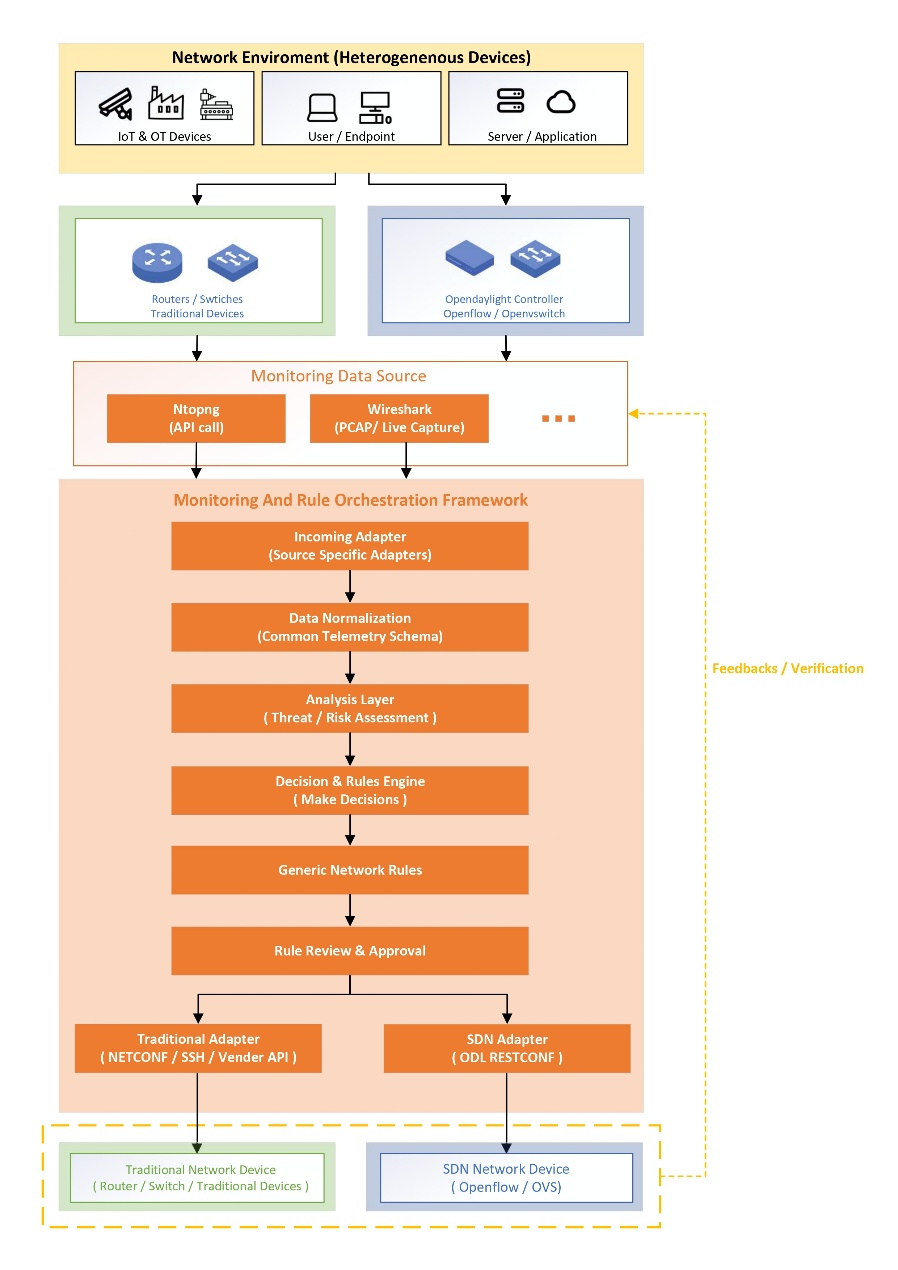 Network Enviroment (Heterogenenous Devices)
IoT & OT Devices
User / Endpoint
Server / Application
Routers / Swtiches
Traditional Devices
Opendaylight Controller
Openflow / Openvswitch
Monitoring Data Source
Ntopng
(API call)
Wireshark
(PCAP/ Live Capture)
...
Monitoring And Rule Orchestration Framework
Incoming Adapter
(Source Specific Adapters)
Data Normalization
(Common Telemetry Schema)
Analysis Layer
( Threat / Risk Assessment )
Decision & Rules Engine
( Make Decisions )
Generic Network Rules
Rule Review & Approval
Traditional Adapter
( NETCONF / SSH / Vender API )
SDN Adapter
( ODL RESTCONF )
Traditional Network Device
( Router / Switch / Traditional Devices )
SDN Network Device
( Openflow / OVS)
Feedbacks / Verification